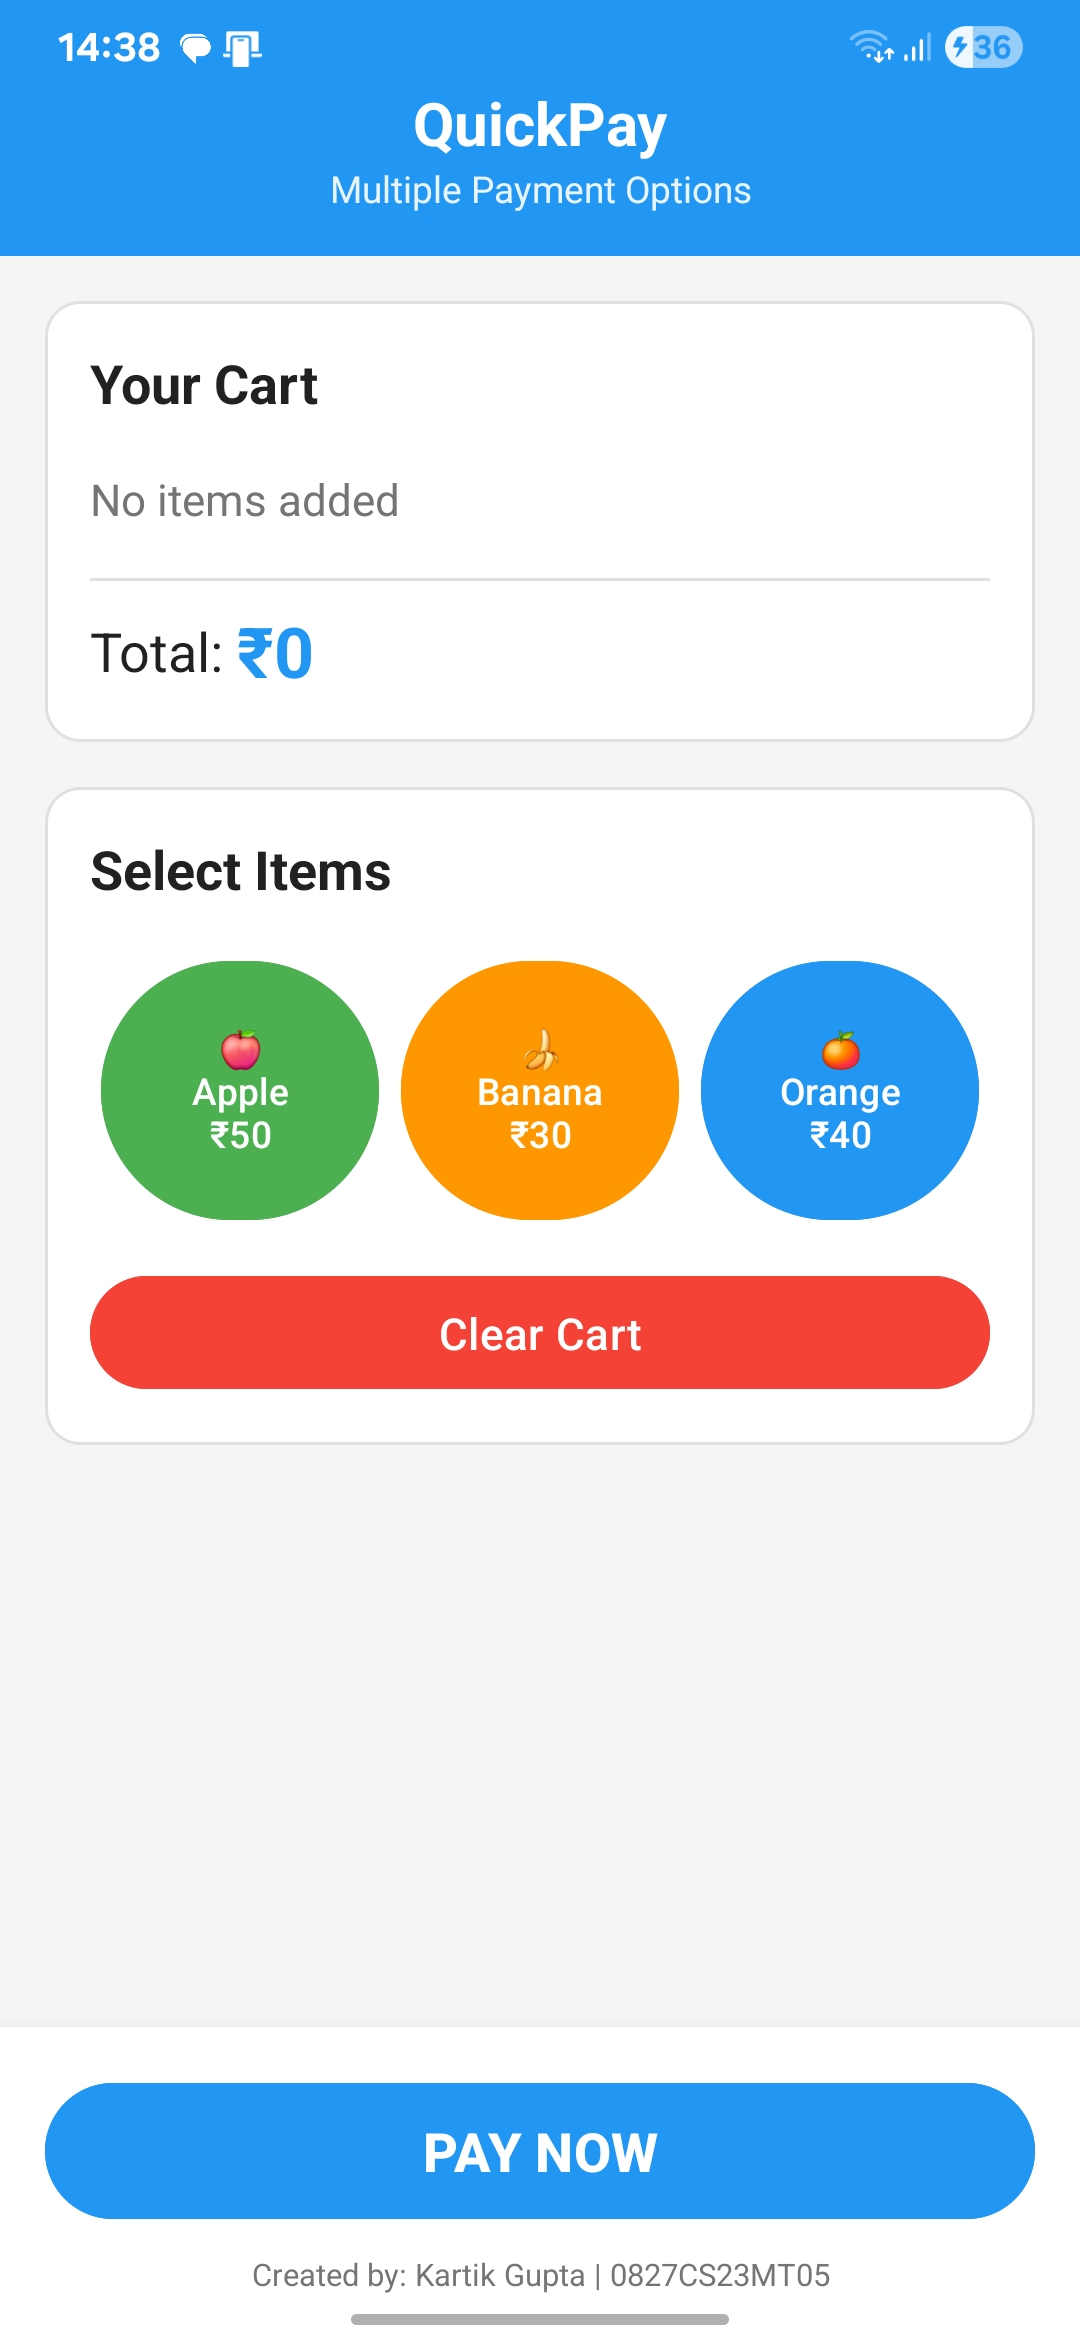 14:38
36
QuickPay
Multiple Payment Options
Your Cart
No items added
Total: ₹0
Select Items
Apple
₹50
Banana
₹30
Orange
₹40
Clear Cart
PAY NOW
Created by: Kartik Gupta | 0827CS23MT05